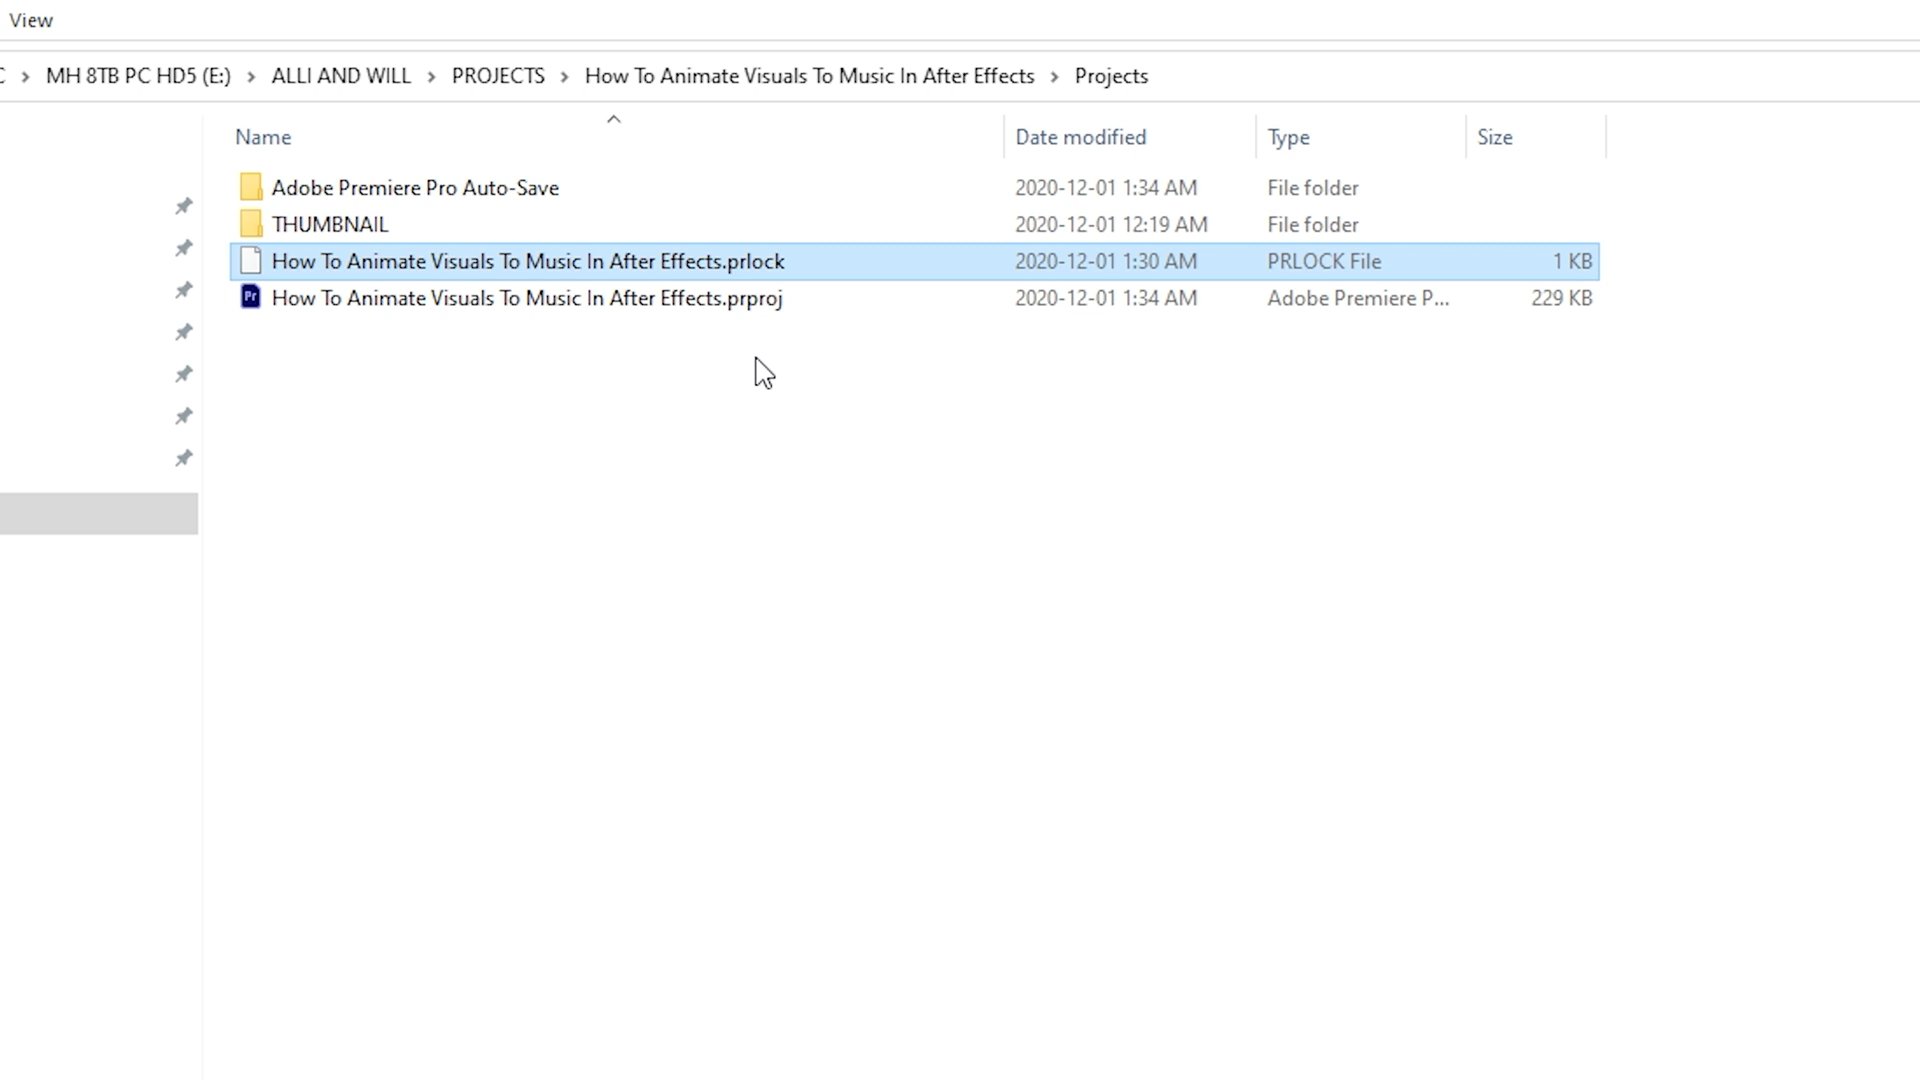 View
MH 8TB PC HD5 (E:) > ALLI AND WILL > PROJECTS > How To Animate Visuals To Music In After Effects > Projects
Name Date modified Type Size
Adobe Premiere Pro Auto-Save 2020-12-01 1:34 AM File folder
THUMBNAIL 2020-12-01 12:19 AM File folder
How To Animate Visuals To Music In After Effects.prlock 2020-12-01 1:30 AM PRLOCK File 1 KB
Pr How To Animate Visuals To Music In After Effects.prproj 2020-12-01 1:34 AM Adobe Premiere P... 229 KB